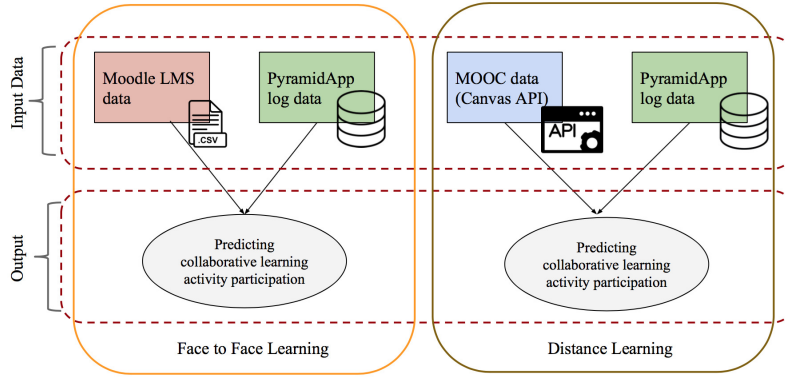 Input Data
Moodle LMS
data
.CSV
PyramidApp
log data
MOOC data
(Canvas API)
API
PyramidApp
log data
Output
Predicting
collaborative learning
activity participation
Predicting
collaborative learning
activity participation
Face to Face Learning
Distance Learning